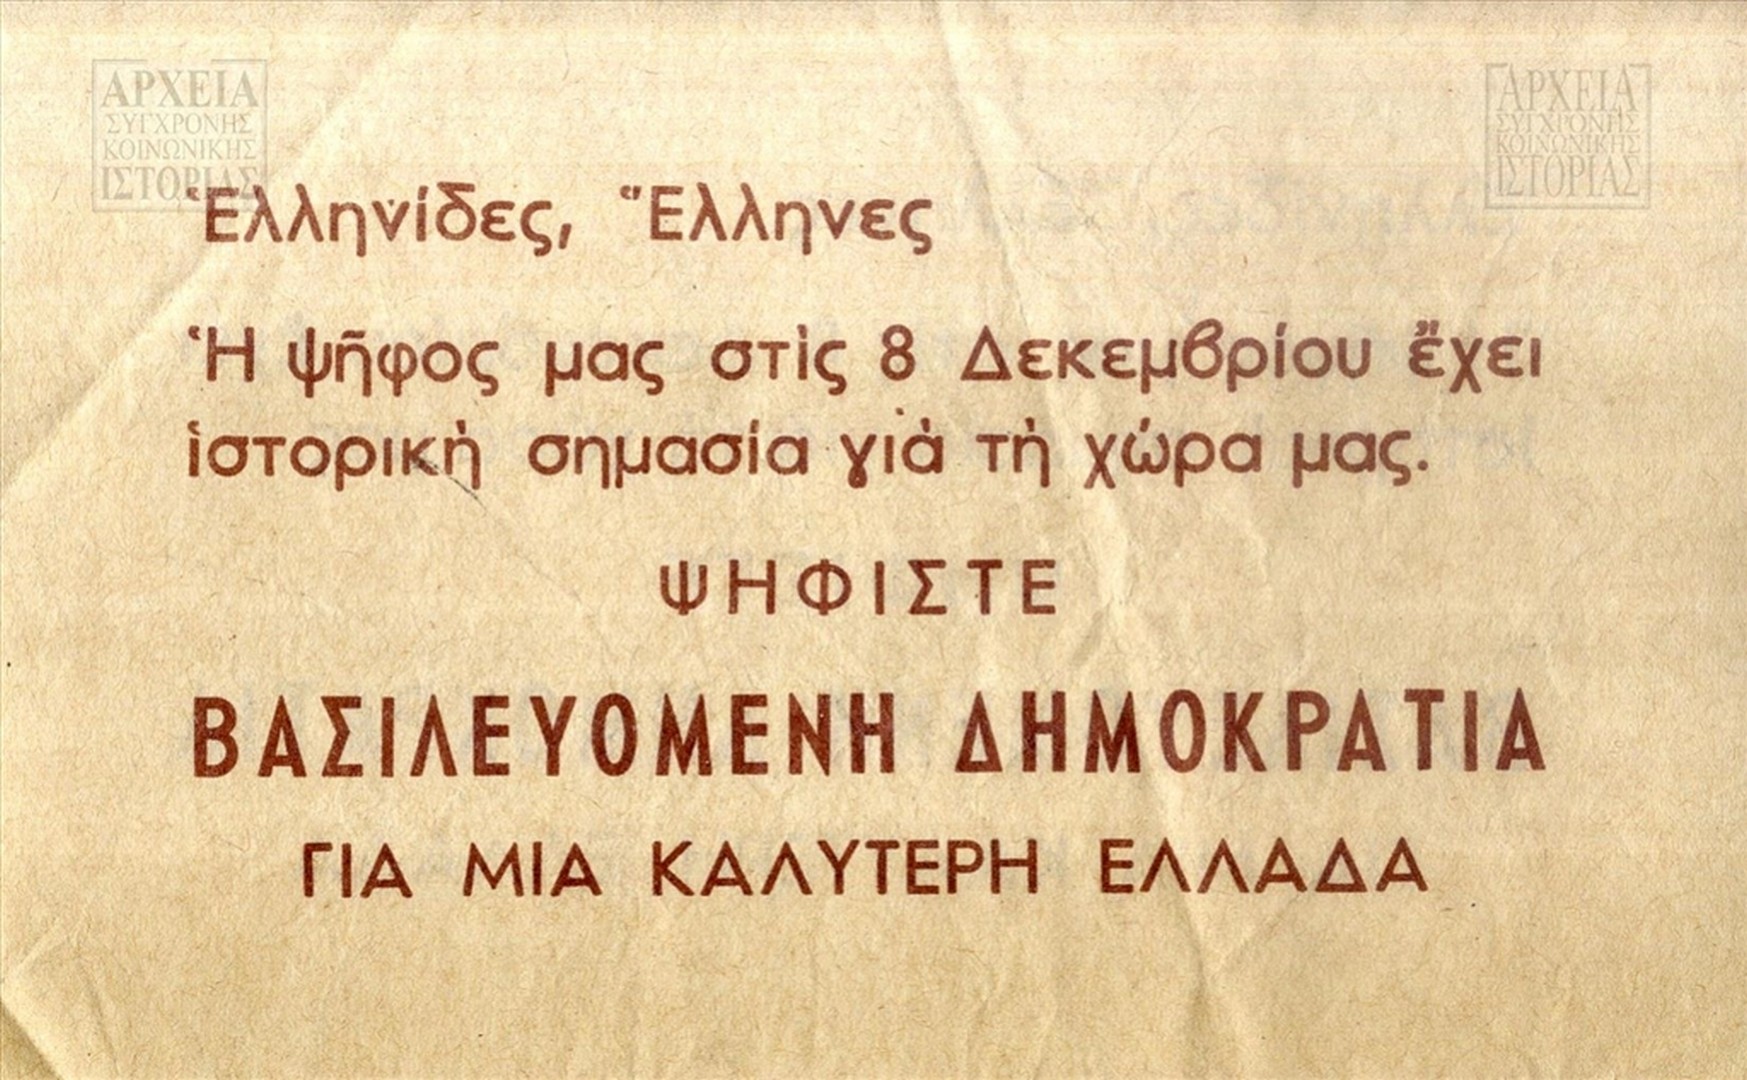 ΑΡΧΕΙΑ
ΣΥΓΧΡΟΝΗΣ
ΚΟΙΝΩΝΙΚΗΣ
ΙΣΤΟΡΙΑΣ
ΑΡΧΕΙΑ
ΣΥΓΧΡΟΝΗΣ
ΚΟΙΝΩΝΙΚΗΣ
ΙΣΤΟΡΙΑΣ
Ἑλληνίδες, Ἕλληνες
Ἡ ψῆφος μας στὶς 8 Δεκεμβρίου ἔχει
ἱστορικὴ σημασία γιὰ τὴ χώρα μας.
ΨΗΦΙΣΤΕ
ΒΑΣΙΛΕΥΟΜΕΝΗ ΔΗΜΟΚΡΑΤΙΑ
ΓΙΑ ΜΙΑ ΚΑΛΥΤΕΡΗ ΕΛΛΑΔΑ